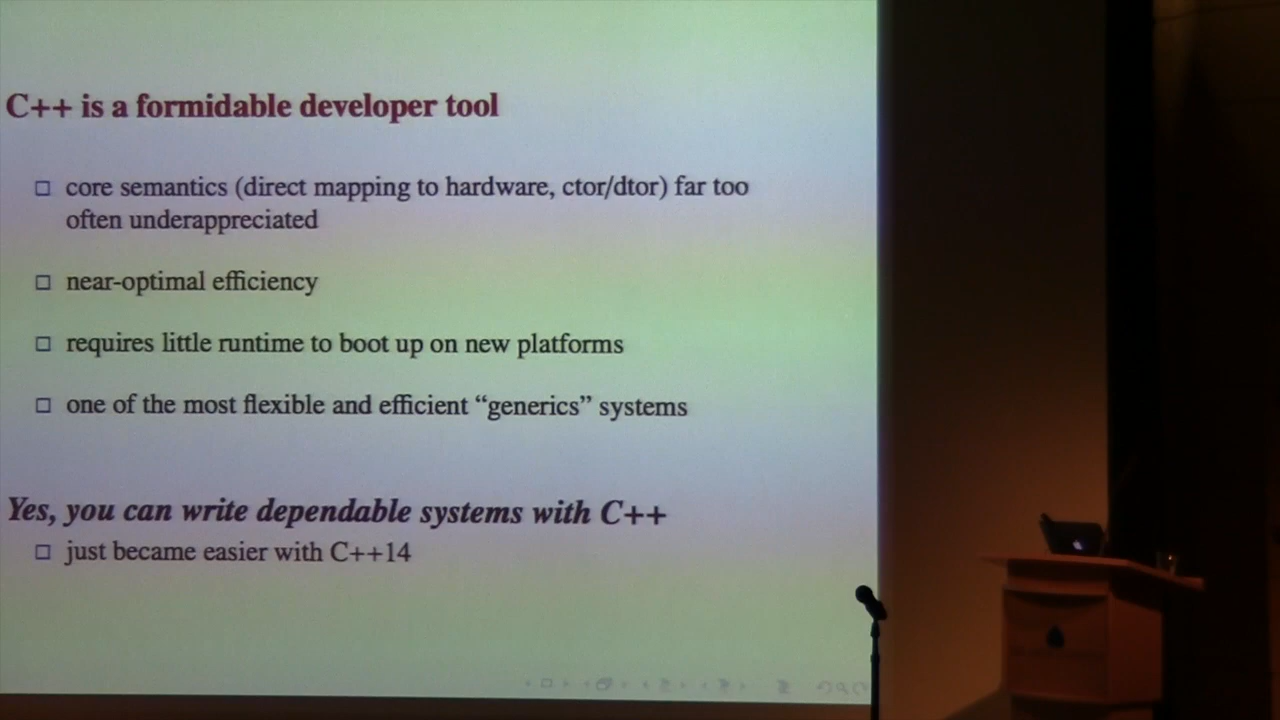 C++ is a formidable developer tool
core semantics (direct mapping to hardware, ctor/dtor) far too
often underappreciated
near-optimal efficiency
requires little runtime to boot up on new platforms
one of the most flexible and efficient “generics” systems
Yes, you can write dependable systems with C++
just became easier with C++14